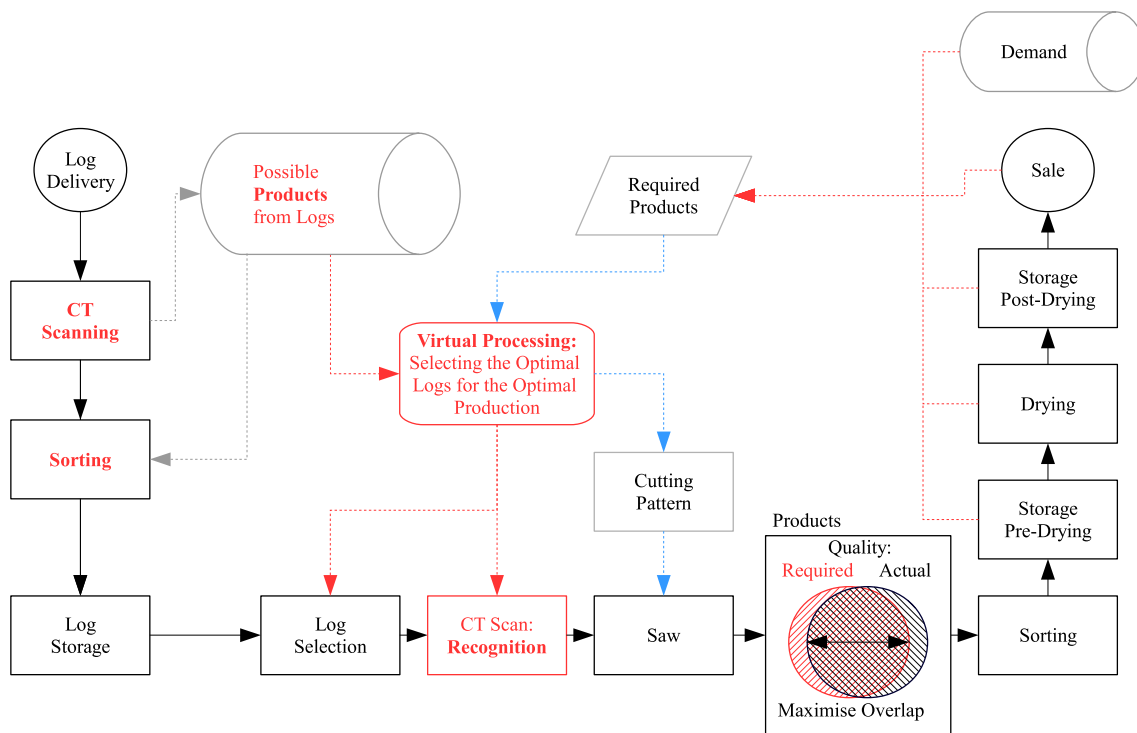 Demand
Log
Delivery
Possible
Products
from Logs
Required
Products
Sale
CT
Scanning
Storage
Post-Drying
Virtual Processing:
Selecting the Optimal
Logs for the Optimal
Production
Drying
Sorting
Cutting
Pattern
Storage
Pre-Drying
Products
Quality:
Required Actual
Maximise Overlap
Log
Storage
Log
Selection
CT Scan:
Recognition
Saw
Sorting